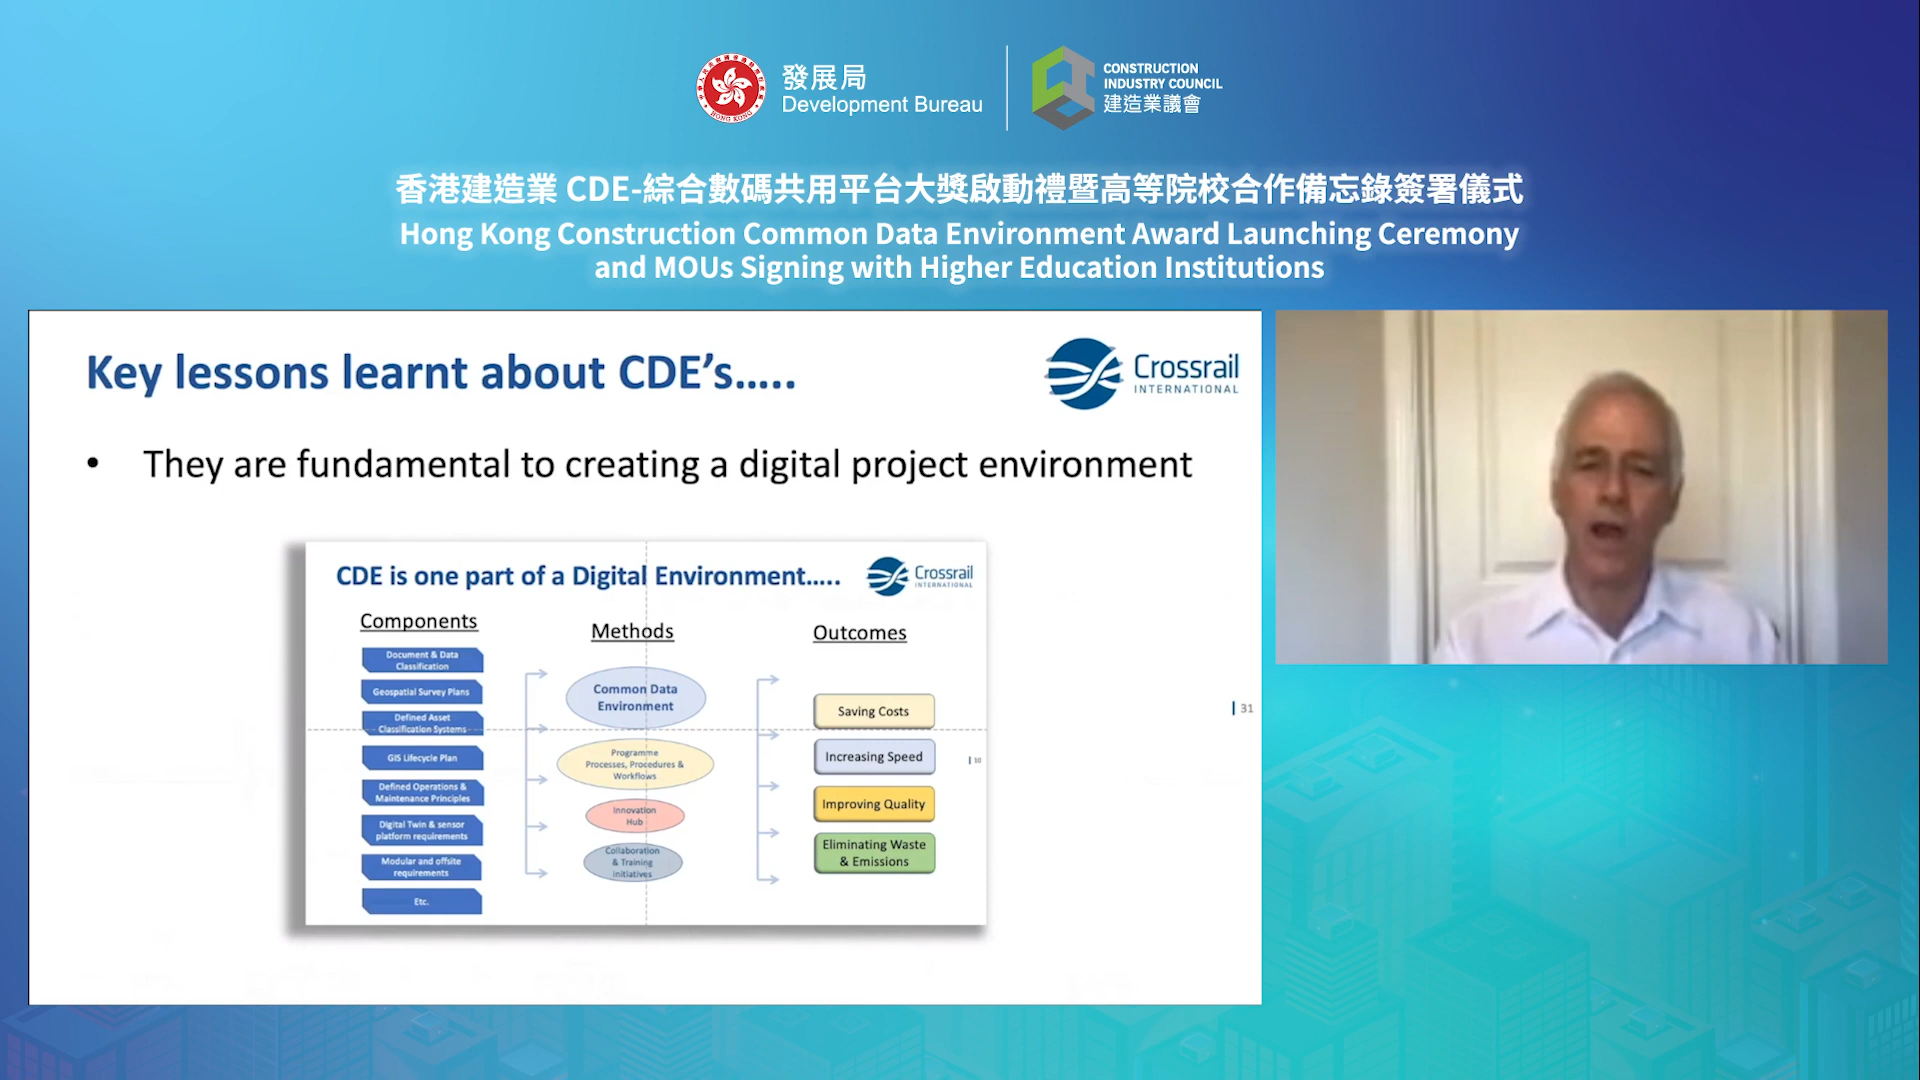 發展局
Development Bureau
HONG KONG
CONSTRUCTION
INDUSTRY COUNCIL
建造業議會
香港建造業 CDE-綜合數碼共用平台大獎啟動禮暨高等院校合作備忘錄簽署儀式
Hong Kong Construction Common Data Environment Award Launching Ceremony
and MOUs Signing with Higher Education Institutions
Key lessons learnt about CDE's.....
Crossrail
INTERNATIONAL
• They are fundamental to creating a digital project environment
CDE is one part of a Digital Environment.....
Crossrail
INTERNATIONAL
Components
Document & Data
Classification
Geospatial Survey Plans
Defined Asset
Classification Systems
GIS Lifecycle Plan
Defined Operations &
Maintenance Principles
Digital Twin & sensor
platform requirements
Modular and offsite
requirements
Etc.
Methods
Common Data
Environment
Programme
Processes, Procedures &
Workflows
Innovation
Hub
Collaboration
& Training
initiatives
Outcomes
Saving Costs
Increasing Speed
Improving Quality
Eliminating Waste
& Emissions
10
31